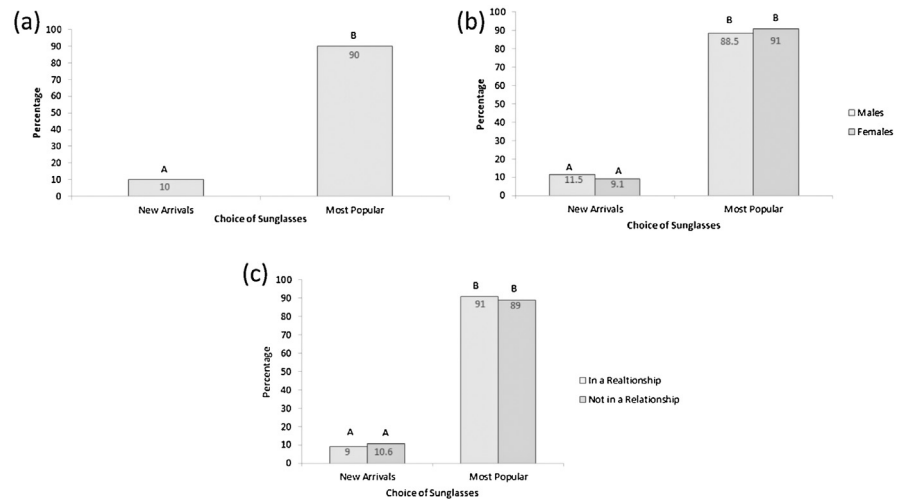 (a)
100
90
80
70
60
50
40
30
20
10
0
Percentage
A
10
B
90
New Arrivals
Most Popular
Choice of Sunglasses
(b)
100
90
80
70
60
50
40
30
20
10
0
Percentage
A
A
11.5
9.1
B
B
88.5
91
New Arrivals
Most Popular
Choice of Sunglasses
Males
Females
(c)
100
90
80
70
60
50
40
30
20
10
0
Percentage
A
A
9
10.6
B
B
91
89
New Arrivals
Most Popular
Choice of Sunglasses
In a Realtionship
Not in a Relationship